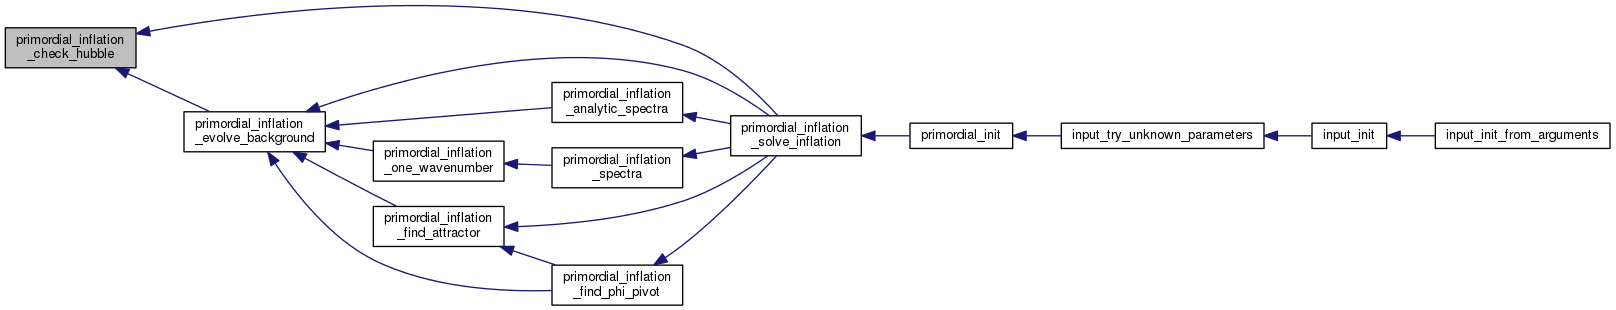 primordial_inflation
_check_hubble
primordial_inflation
_evolve_background
primordial_inflation
_analytic_spectra
primordial_inflation
_one_wavenumber
primordial_inflation
_spectra
primordial_inflation
_find_attractor
primordial_inflation
_find_phi_pivot
primordial_inflation
_solve_inflation
primordial_init
input_try_unknown_parameters
input_init
input_init_from_arguments